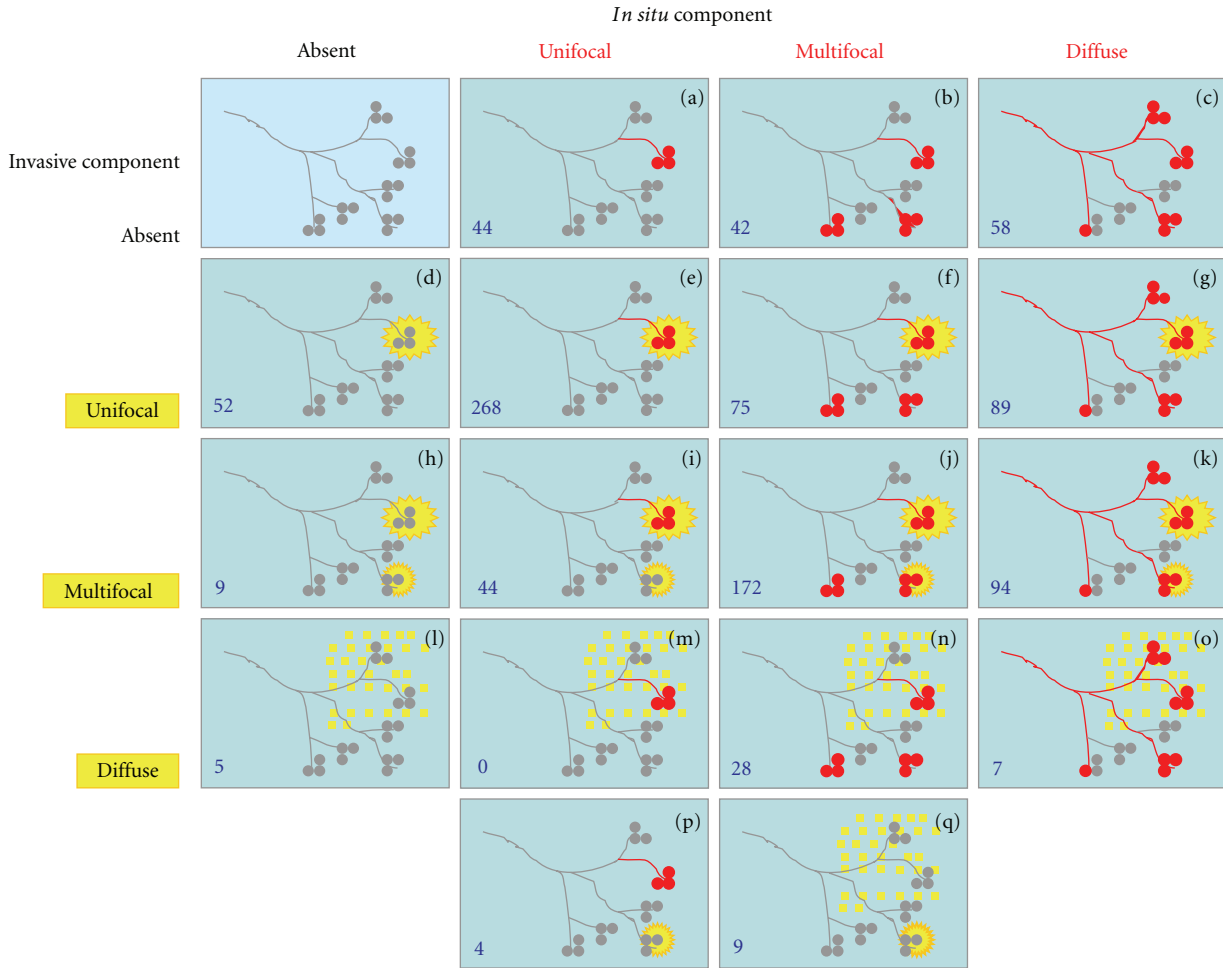 In situ component
Absent Unifocal Multifocal Diffuse
(a) (b) (c)
Invasive component
Absent
44 42 58
(d) (e) (f) (g)
Unifocal
52 268 75 89
(h) (i) (j) (k)
Multifocal
9 44 172 94
(l) (m) (n) (o)
Diffuse
5 0 28 7
(p) (q)
4 9